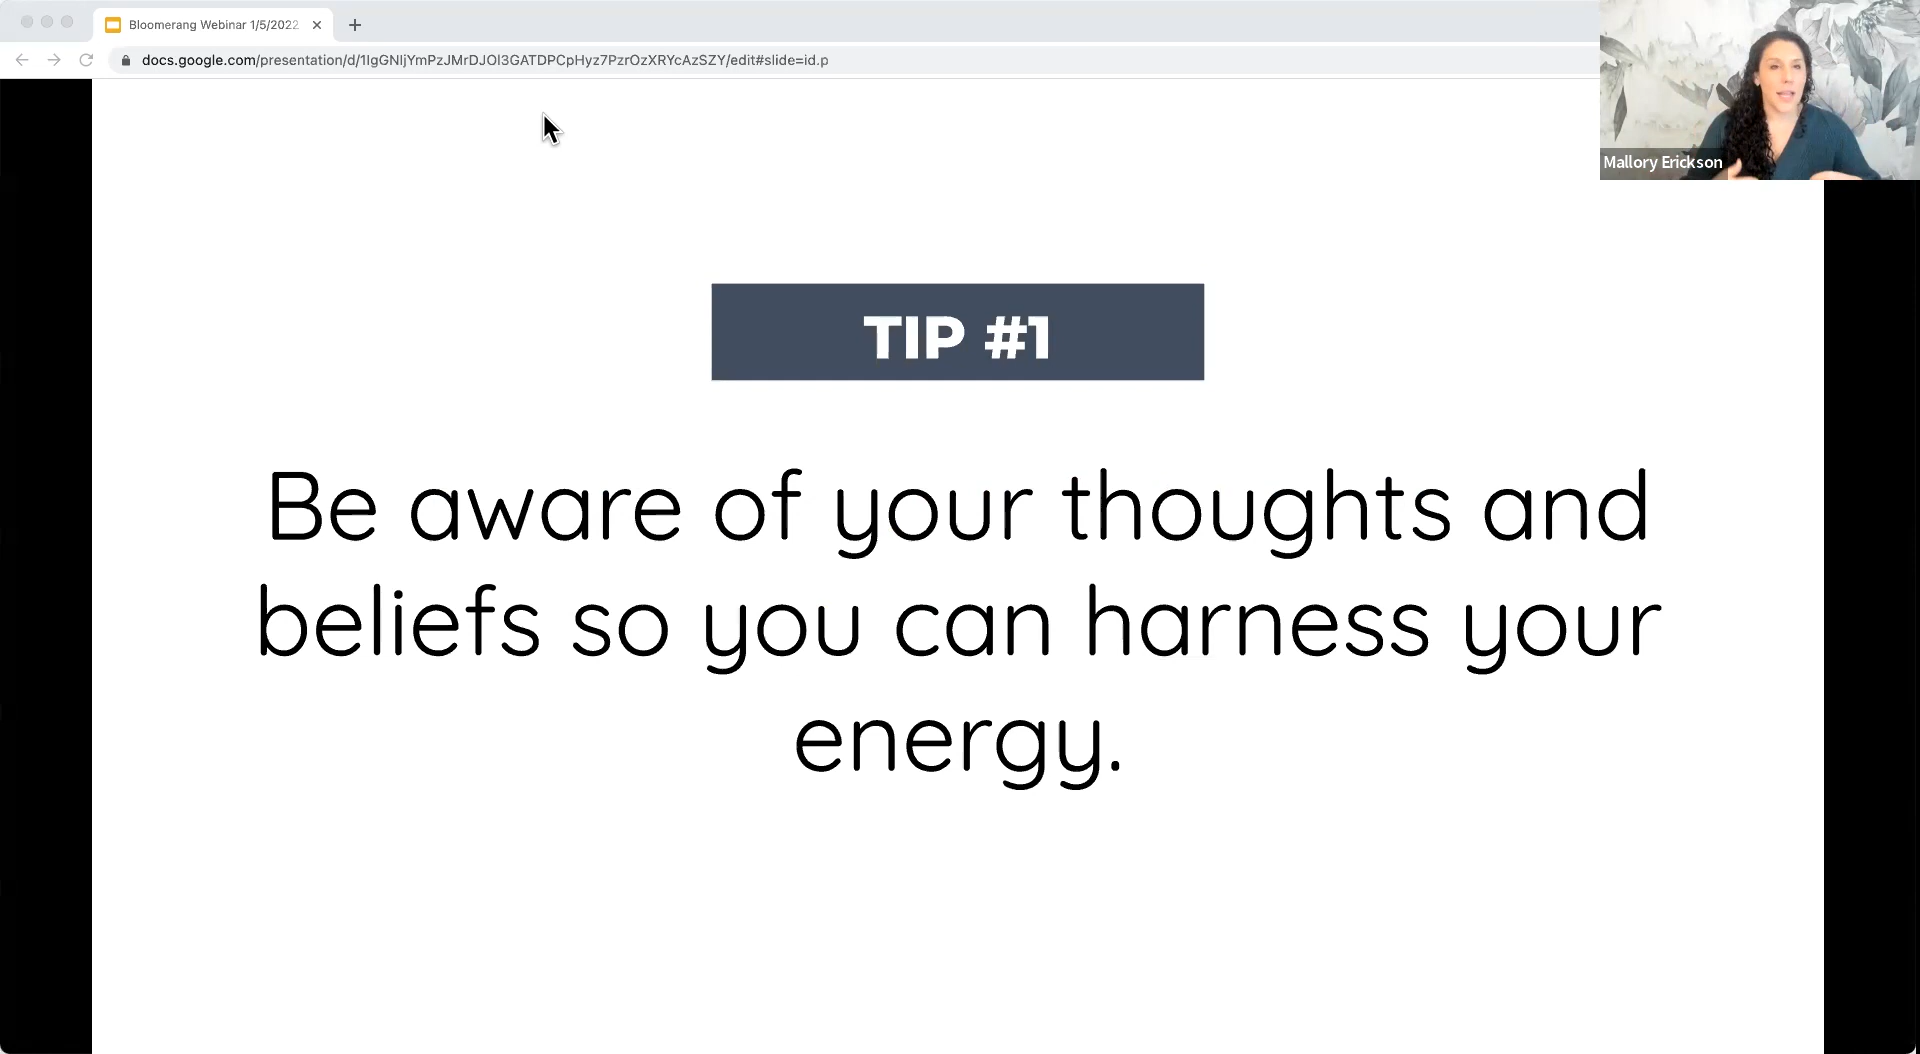 Bloomerang Webinar 1/5/2022
docs.google.com/presentation/d/1IgGNIjYmPzJMrDJOl3GATDPCpHyz7PzrOzXRYcAzSZY/edit#slide=id.p
Mallory Erickson
TIP #1
Be aware of your thoughts and
beliefs so you can harness your
energy.